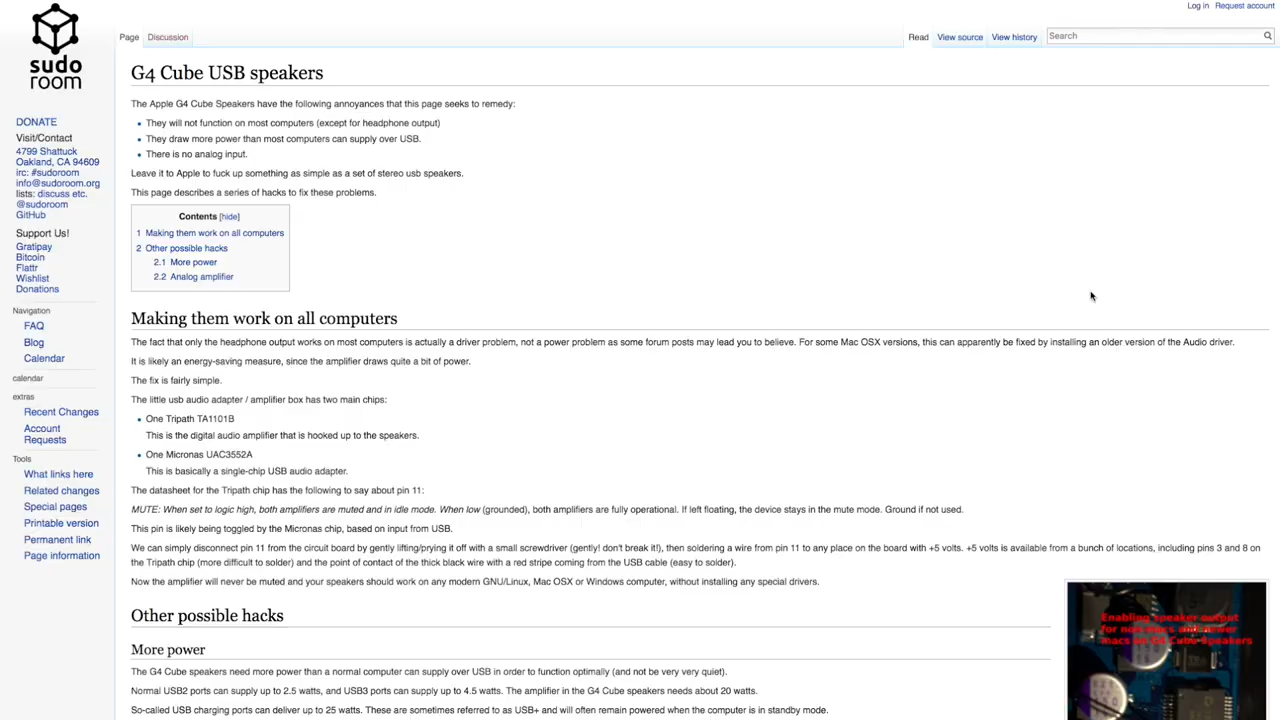 Log in Request account
sudo
room
Page Discussion
Read View source View history Search
G4 Cube USB speakers
The Apple G4 Cube Speakers have the following annoyances that this page seeks to remedy:
They will not function on most computers (except for headphone output)
They draw more power than most computers can supply over USB.
There is no analog input.
Leave it to Apple to fuck up something as simple as a set of stereo usb speakers.
This page describes a series of hacks to fix these problems.
Contents [hide]
1 Making them work on all computers
2 Other possible hacks
2.1 More power
2.2 Analog amplifier
DONATE
Visit/Contact
4799 Shattuck
Oakland, CA 94609
irc: #sudoroom
info@sudoroom.org
lists: discuss etc.
@sudoroom
GitHub
Support Us!
Gratipay
Bitcoin
Flattr
Wishlist
Donations
Navigation
FAQ
Blog
Calendar
calendar
extras
Recent Changes
Account
Requests
Tools
What links here
Related changes
Special pages
Printable version
Permanent link
Page information
Making them work on all computers
The fact that only the headphone output works on most computers is actually a driver problem, not a power problem as some forum posts may lead you to believe. For some Mac OSX versions, this can apparently be fixed by installing an older version of the Audio driver.
It is likely an energy-saving measure, since the amplifier draws quite a bit of power.
The fix is fairly simple.
The little usb audio adapter / amplifier box has two main chips:
One Tripath TA1101B
This is the digital audio amplifier that is hooked up to the speakers.
One Micronas UAC3552A
This is basically a single-chip USB audio adapter.
The datasheet for the Tripath chip has the following to say about pin 11:
MUTE: When set to logic high, both amplifiers are muted and in idle mode. When low (grounded), both amplifiers are fully operational. If left floating, the device stays in the mute mode. Ground if not used.
This pin is likely being toggled by the Micronas chip, based on input from USB.
We can simply disconnect pin 11 from the circuit board by gently lifting/prying it off with a small screwdriver (gently! don't break it!), then soldering a wire from pin 11 to any place on the board with +5 volts. +5 volts is available from a bunch of locations, including pins 3 and 8 on
the Tripath chip (more difficult to solder) and the point of contact of the thick black wire with a red stripe coming from the USB cable (easy to solder).
Now the amplifier will never be muted and your speakers should work on any modern GNU/Linux, Mac OSX or Windows computer, without installing any special drivers.
Other possible hacks
More power
The G4 Cube speakers need more power than a normal computer can supply over USB in order to function optimally (and not be very very quiet).
Normal USB2 ports can supply up to 2.5 watts, and USB3 ports can supply up to 4.5 watts. The amplifier in the G4 Cube speakers needs about 20 watts.
So-called USB charging ports can deliver up to 25 watts. These are sometimes referred to as USB+ and will often remain powered when the computer is in standby mode.
Enabling speaker output
for non macs and newer
macs on G4 Cube Speakers